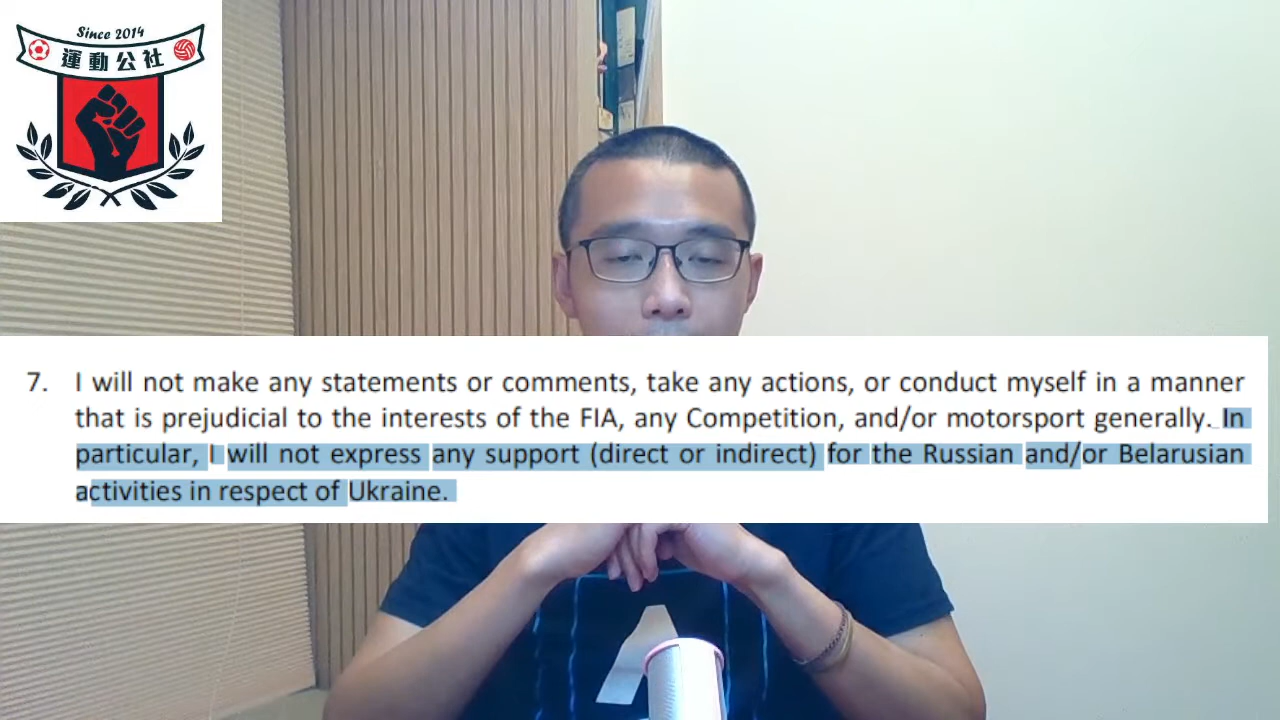 Since 2014
運動公社
7. I will not make any statements or comments, take any actions, or conduct myself in a manner
that is prejudicial to the interests of the FIA, any Competition, and/or motorsport generally. In
particular, I will not express any support (direct or indirect) for the Russian and/or Belarusian
activities in respect of Ukraine.